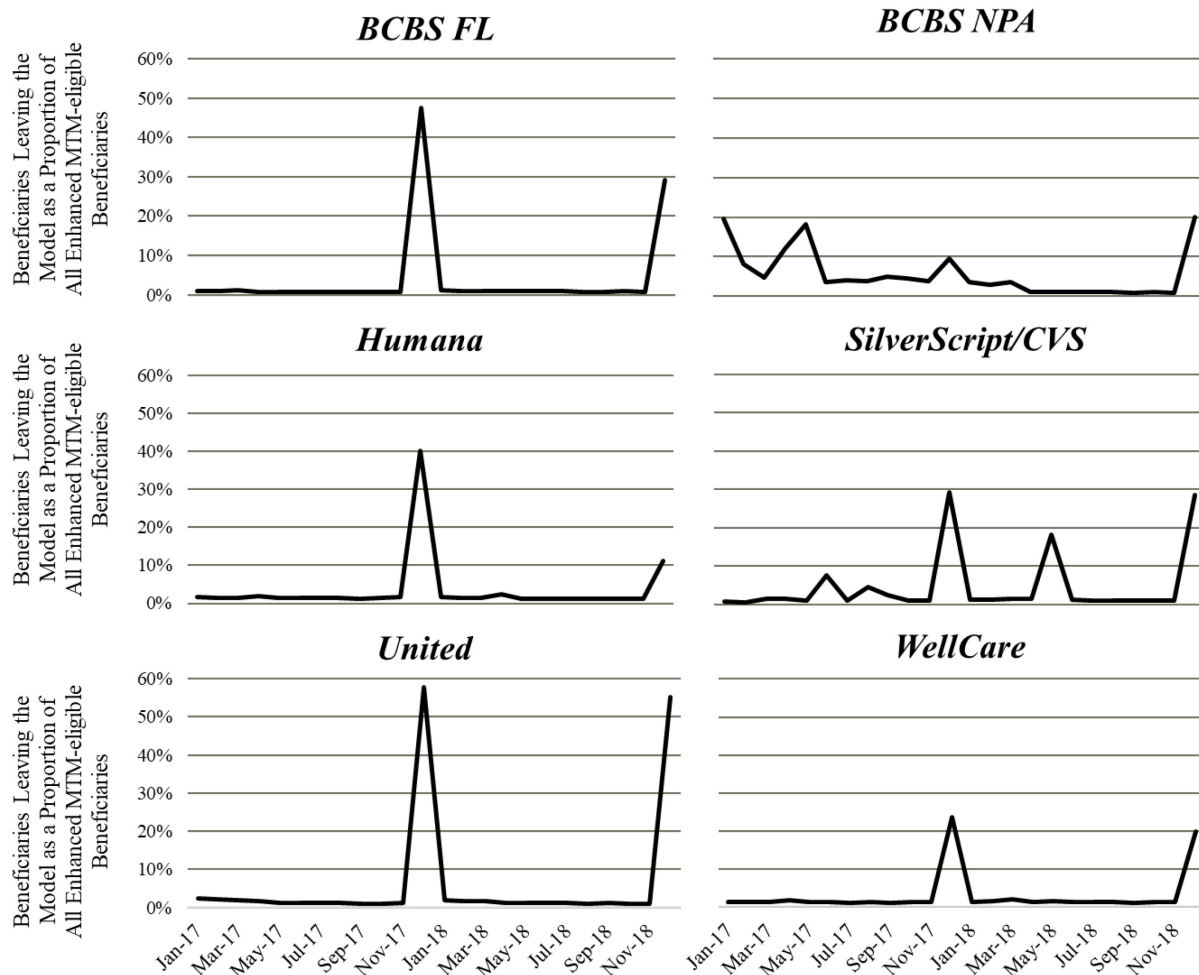 BCBS FL
BCBS NPA
Beneficiaries Leaving the
Model as a Proportion of
All Enhanced MTM-eligible
Beneficiaries
60%
50%
40%
30%
20%
10%
0%
Humana
SilverScript/CVS
Beneficiaries Leaving the
Model as a Proportion of
All Enhanced MTM-eligible
Beneficiaries
60%
50%
40%
30%
20%
10%
0%
United
WellCare
Beneficiaries Leaving the
Model as a Proportion of
All Enhanced MTM-eligible
Beneficiaries
60%
50%
40%
30%
20%
10%
0%
Jan-17 Mar-17 May-17 Jul-17 Sep-17 Nov-17 Jan-18 Mar-18 May-18 Jul-18 Sep-18 Nov-18
Jan-17 Mar-17 May-17 Jul-17 Sep-17 Nov-17 Jan-18 Mar-18 May-18 Jul-18 Sep-18 Nov-18